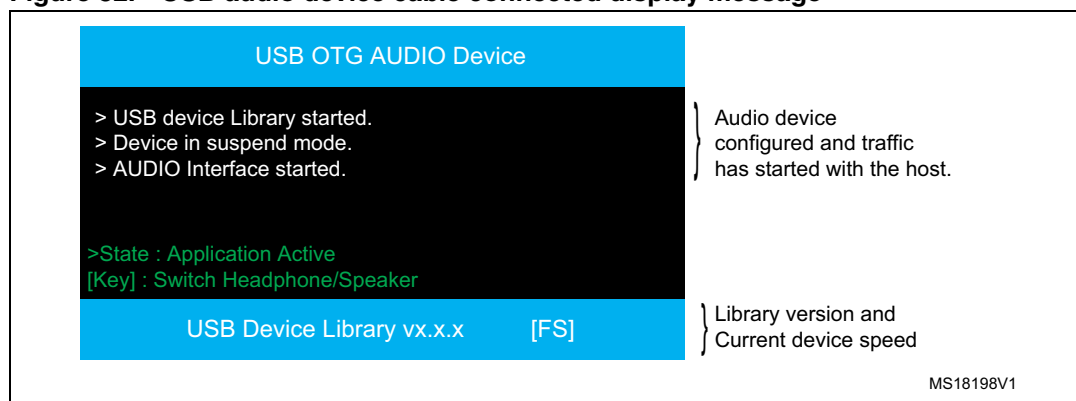 USB OTG AUDIO Device
> USB device Library started.
> Device in suspend mode.
> AUDIO Interface started.
Audio device
configured and traffic
has started with the host.
>State : Application Active
[Key] : Switch Headphone/Speaker
USB Device Library vx.x.x [FS]
Library version and
Current device speed
MS18198V1